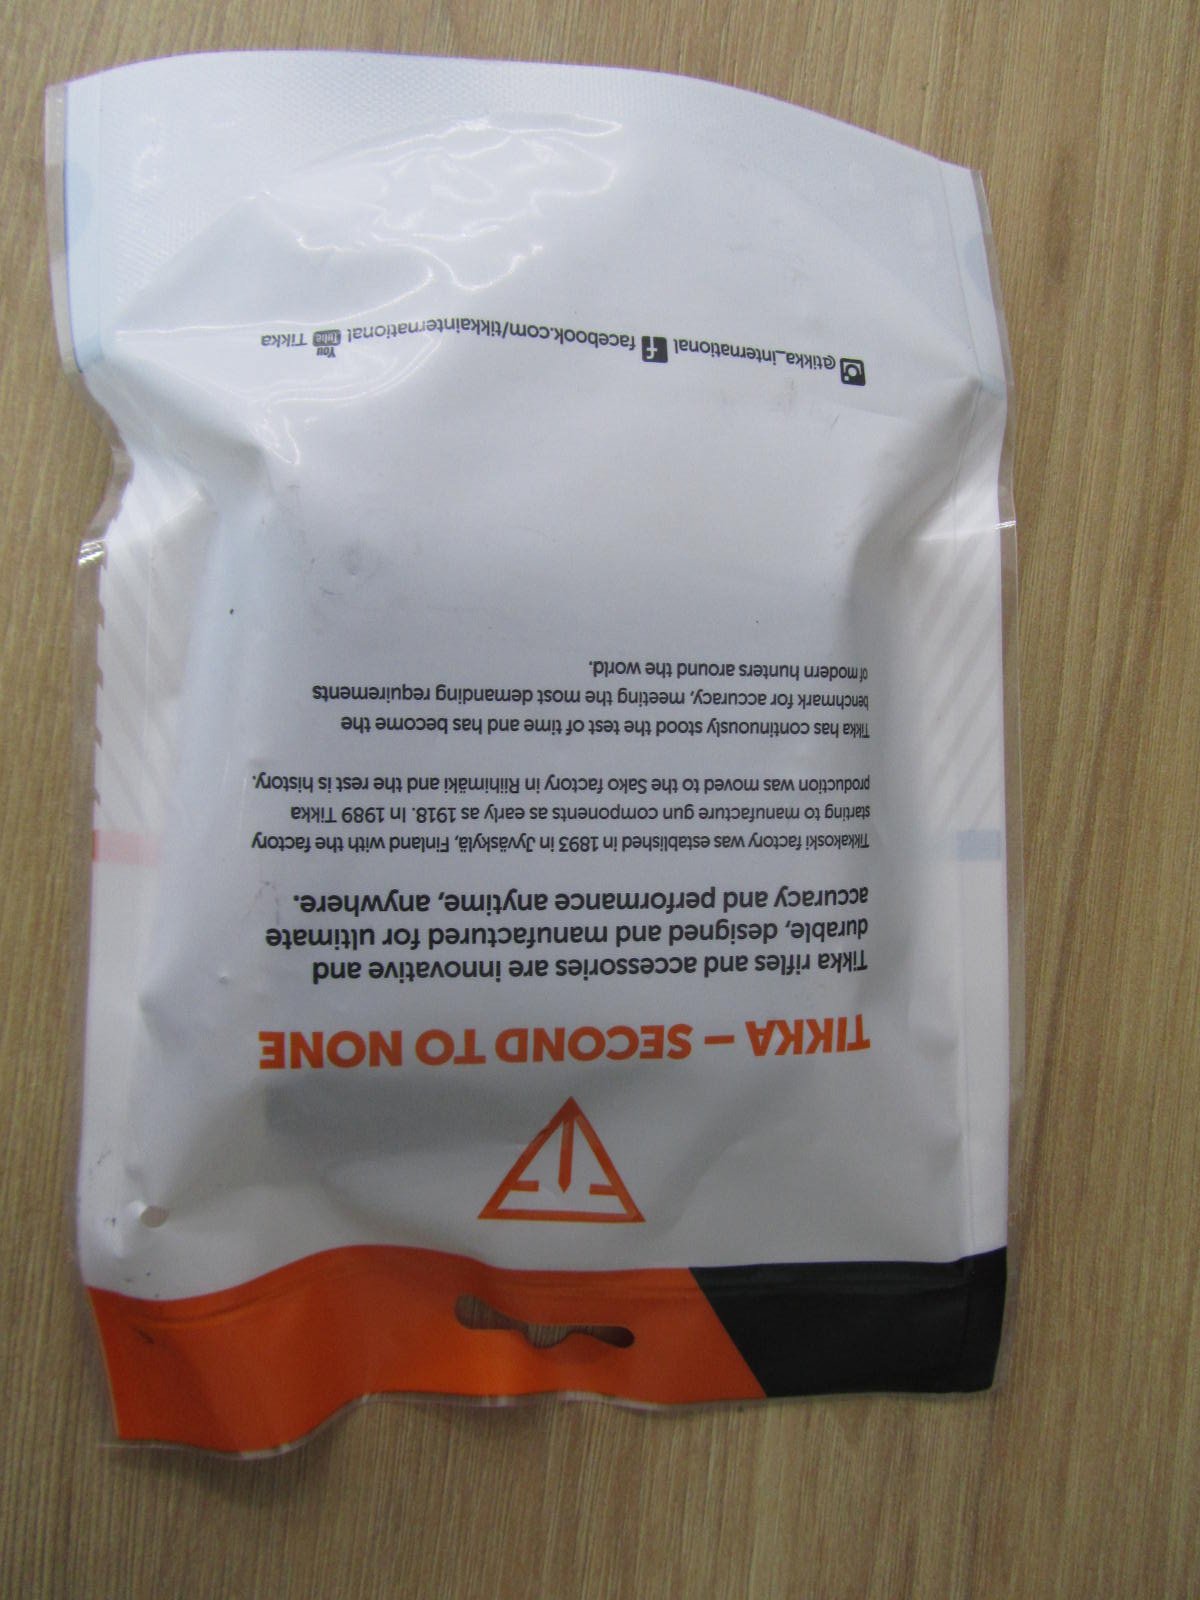 TIKKA – SECOND TO NONE
Tikka rifles and accessories are innovative and
durable, designed and manufactured for ultimate
accuracy and performance anytime, anywhere.
Tikkakoski factory was established in 1893 in Jyväskylä, Finland with the factory
starting to manufacture gun components as early as 1918. In 1989 Tikka
production was moved to the Sako factory in Riihimäki and the rest is history.
Tikka has continuously stood the test of time and has become the
benchmark for accuracy, meeting the most demanding requirements
of modern hunters around the world.
@tikka_international f facebook.com/tikkainternational You Tube Tikka